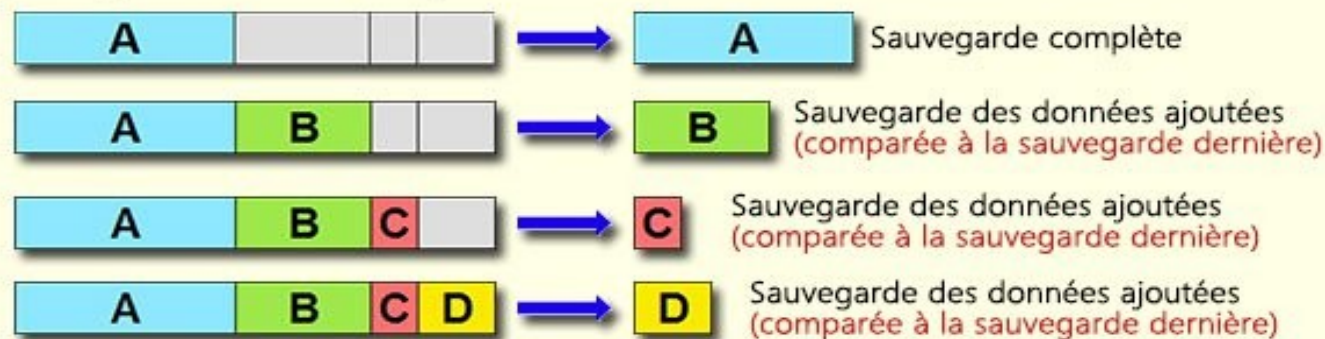 A A Sauvegarde complète
A B B Sauvegarde des données ajoutées
(comparée à la sauvegarde dernière)
A B C C Sauvegarde des données ajoutées
(comparée à la sauvegarde dernière)
A B C D D Sauvegarde des données ajoutées
(comparée à la sauvegarde dernière)